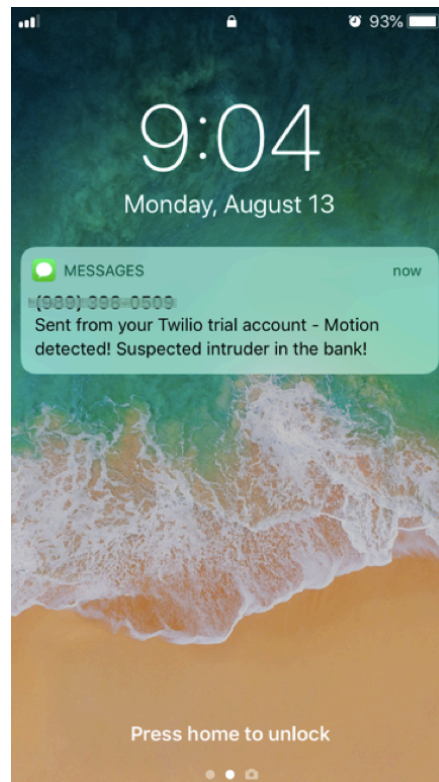 93%
9:04
Monday, August 13
MESSAGES now
Sent from your Twilio trial account - Motion
detected! Suspected intruder in the bank!
Press home to unlock